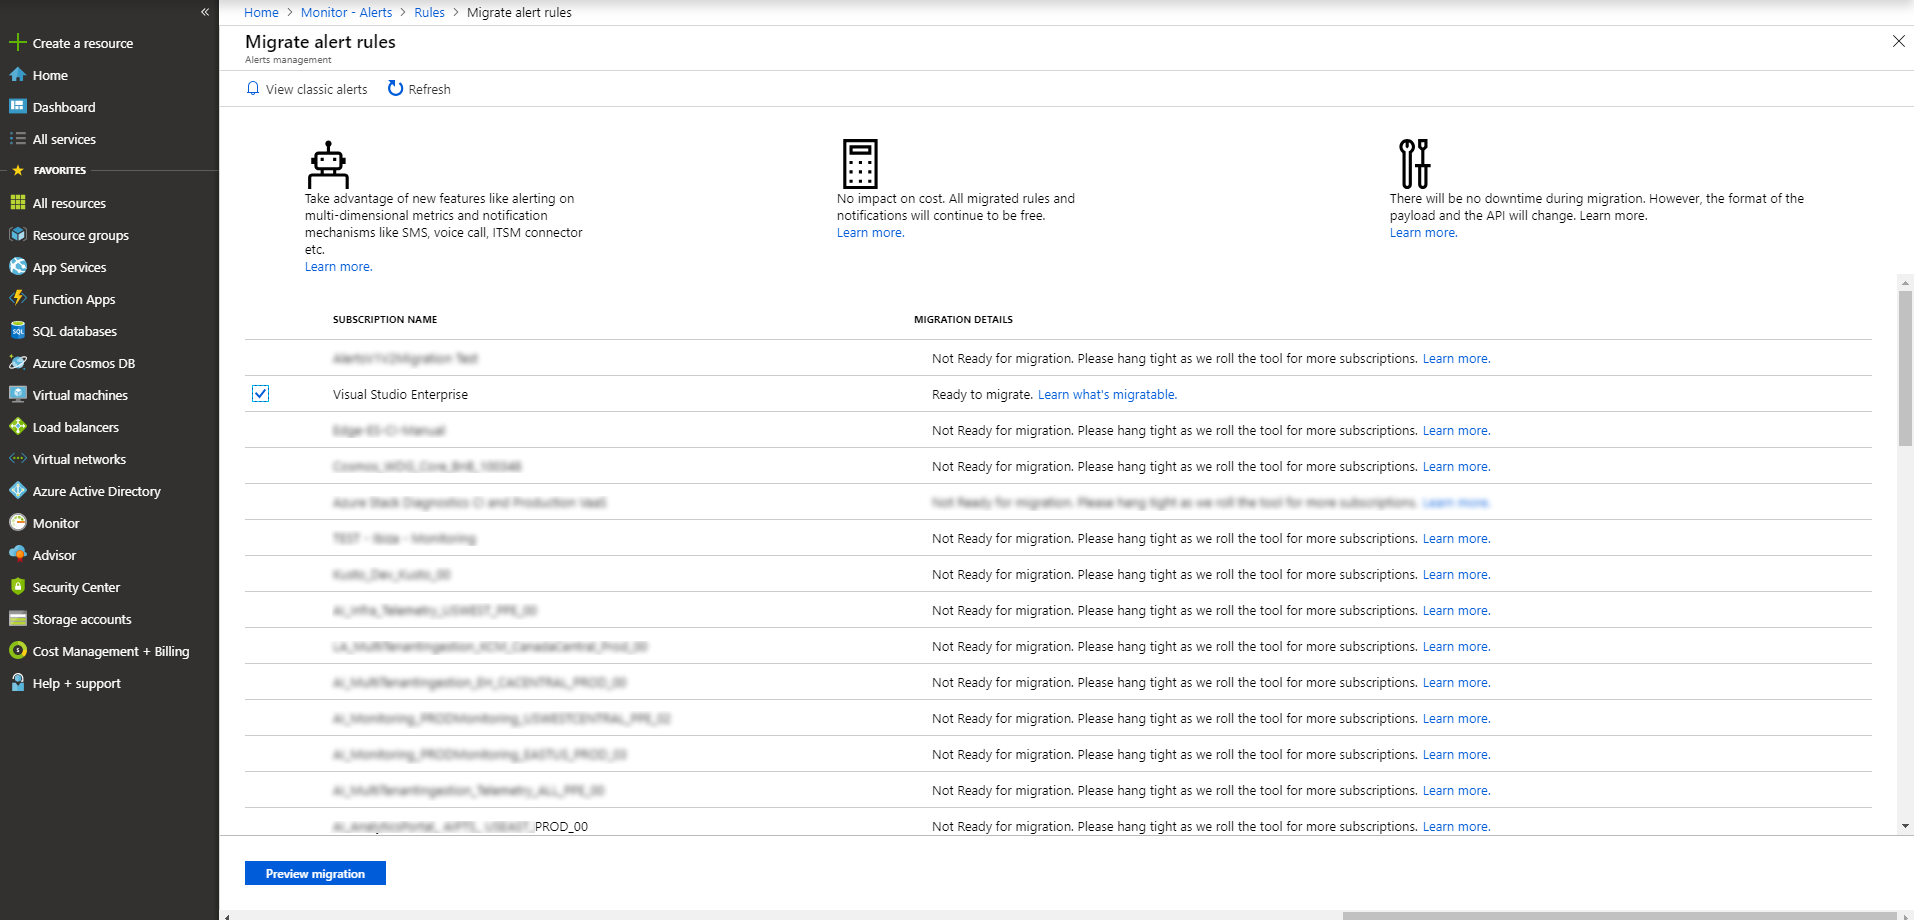 «
Create a resource
Home
Dashboard
All services
FAVORITES
All resources
Resource groups
App Services
Function Apps
SQL databases
Azure Cosmos DB
Virtual machines
Load balancers
Virtual networks
Azure Active Directory
Monitor
Advisor
Security Center
Storage accounts
Cost Management + Billing
Help + support
Home > Monitor - Alerts > Rules > Migrate alert rules
Migrate alert rules
Alerts management
View classic alerts Refresh
Take advantage of new features like alerting on
multi-dimensional metrics and notification
mechanisms like SMS, voice call, ITSM connector
etc.
Learn more.
No impact on cost. All migrated rules and
notifications will continue to be free.
Learn more.
There will be no downtime during migration. However, the format of the
payload and the API will change. Learn more.
Learn more.
SUBSCRIPTION NAME MIGRATION DETAILS
Not Ready for migration. Please hang tight as we roll the tool for more subscriptions. Learn more.
Visual Studio Enterprise Ready to migrate. Learn what's migratable.
Not Ready for migration. Please hang tight as we roll the tool for more subscriptions. Learn more.
Not Ready for migration. Please hang tight as we roll the tool for more subscriptions. Learn more.
Not Ready for migration. Please hang tight as we roll the tool for more subscriptions. Learn more.
Not Ready for migration. Please hang tight as we roll the tool for more subscriptions. Learn more.
Not Ready for migration. Please hang tight as we roll the tool for more subscriptions. Learn more.
Not Ready for migration. Please hang tight as we roll the tool for more subscriptions. Learn more.
Not Ready for migration. Please hang tight as we roll the tool for more subscriptions. Learn more.
Not Ready for migration. Please hang tight as we roll the tool for more subscriptions. Learn more.
Not Ready for migration. Please hang tight as we roll the tool for more subscriptions. Learn more.
Not Ready for migration. Please hang tight as we roll the tool for more subscriptions. Learn more.
Not Ready for migration. Please hang tight as we roll the tool for more subscriptions. Learn more.
PROD_00 Not Ready for migration. Please hang tight as we roll the tool for more subscriptions. Learn more.
Preview migration